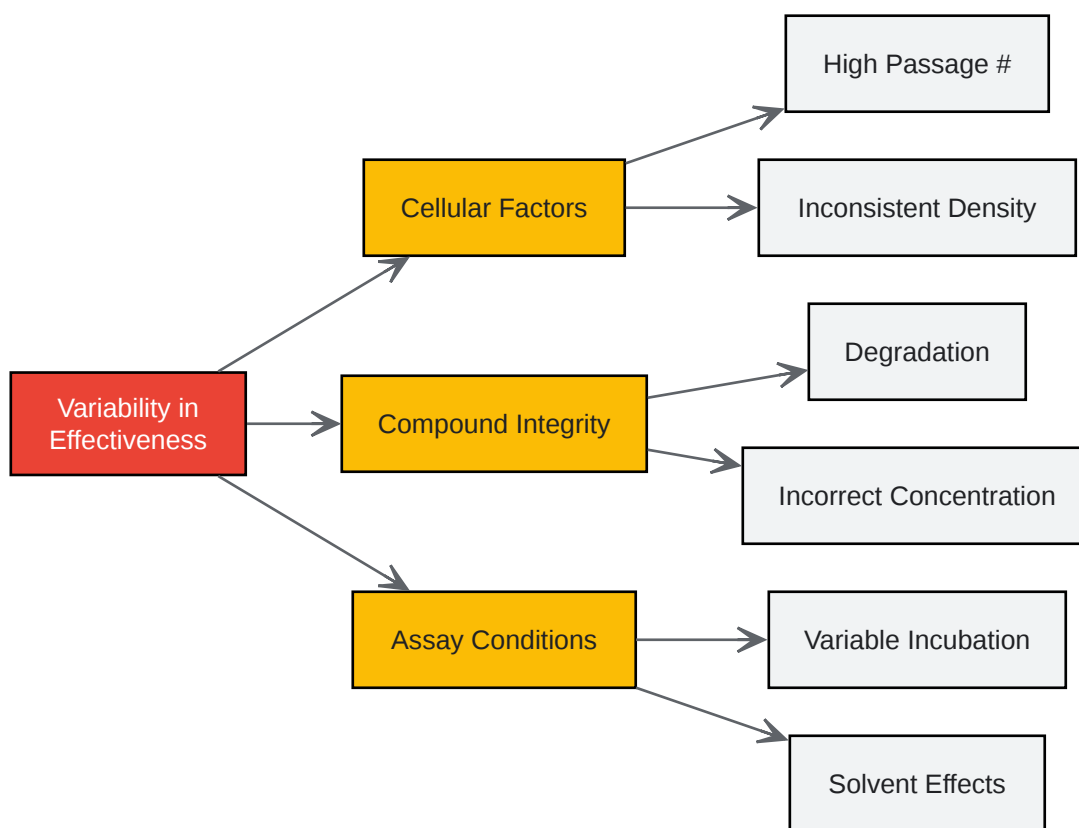 High Passage #
Cellular Factors
Inconsistent Density
Degradation
Variability in
Effectiveness
Compound Integrity
Incorrect Concentration
Assay Conditions
Variable Incubation
Solvent Effects